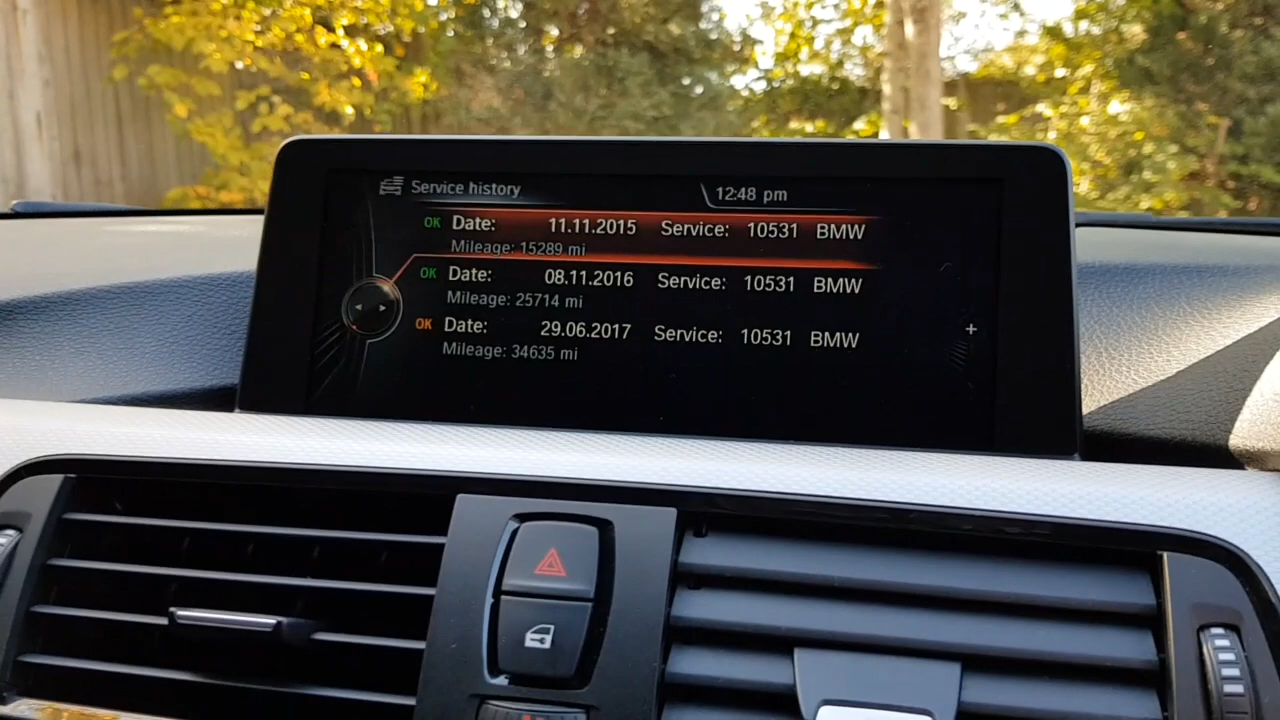 Service history 12:48 pm
OK Date: 11.11.2015 Service: 10531 BMW
Mileage: 15289 mi
OK Date: 08.11.2016 Service: 10531 BMW
Mileage: 25714 mi
OK Date: 29.06.2017 Service: 10531 BMW
Mileage: 34635 mi